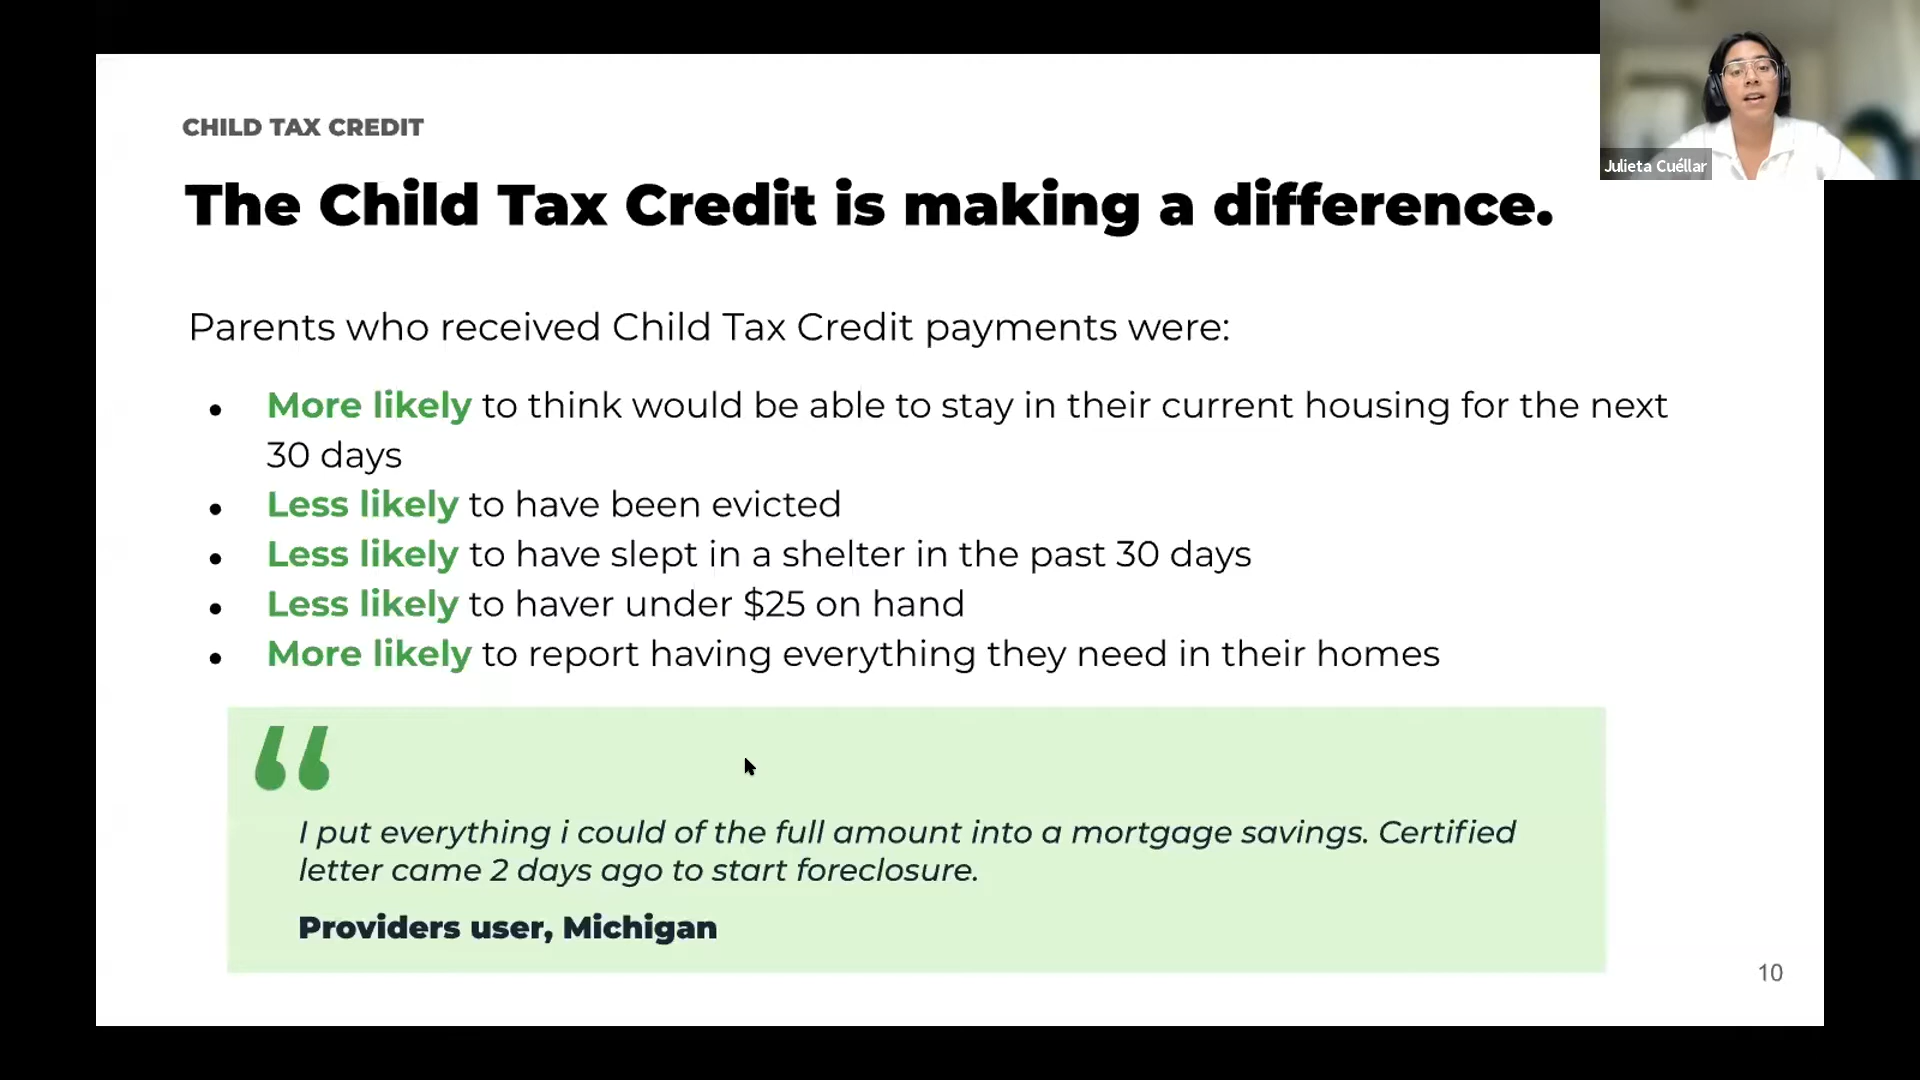 CHILD TAX CREDIT
The Child Tax Credit is making a difference.
Julieta Cuéllar
Parents who received Child Tax Credit payments were:
● More likely to think would be able to stay in their current housing for the next
30 days
● Less likely to have been evicted
● Less likely to have slept in a shelter in the past 30 days
● Less likely to haver under $25 on hand
● More likely to report having everything they need in their homes
“
I put everything i could of the full amount into a mortgage savings. Certified
letter came 2 days ago to start foreclosure.
Providers user, Michigan
10